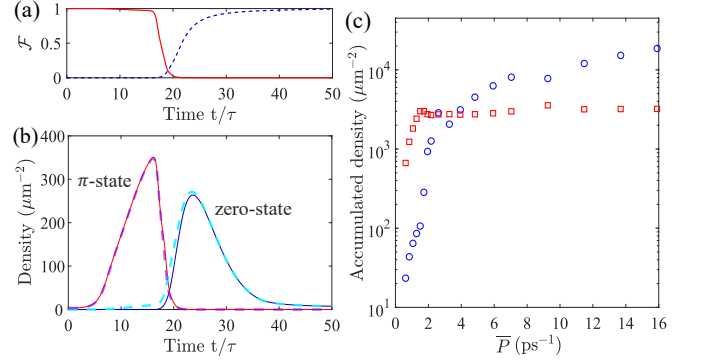 (a)
1
0.5
0
ℱ
0 10 20 30 40 50
Time t/τ
(b)
400
300
200
100
0
Density (μm⁻²)
π-state
zero-state
0 10 20 30 40 50
Time t/τ
(c)
10⁴
10³
10²
10¹
Accumulated density (μm⁻²)
0 2 4 6 8 10 12 14 16
P̅ (ps⁻¹)